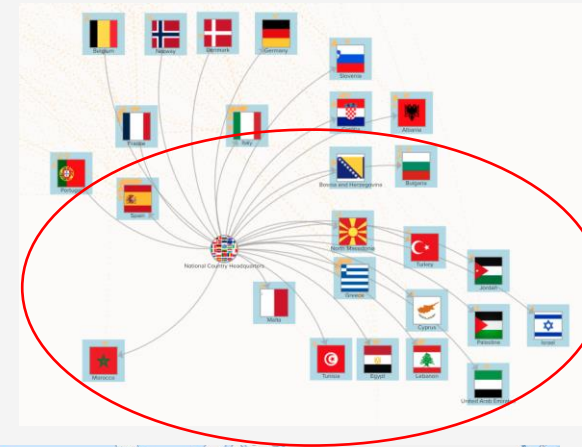 Belgium
Norway
Denmark
Germany
Slovenia
France
Italy
Croatia
Albania
Portugal
Spain
Bosnia and Herzegovina
Bulgaria
National Country Headquarters
North Macedonia
Turkey
Jordan
Malta
Greece
Cyprus
Palestine
Israel
Morocco
Tunisia
Egypt
Lebanon
United Arab Emirates